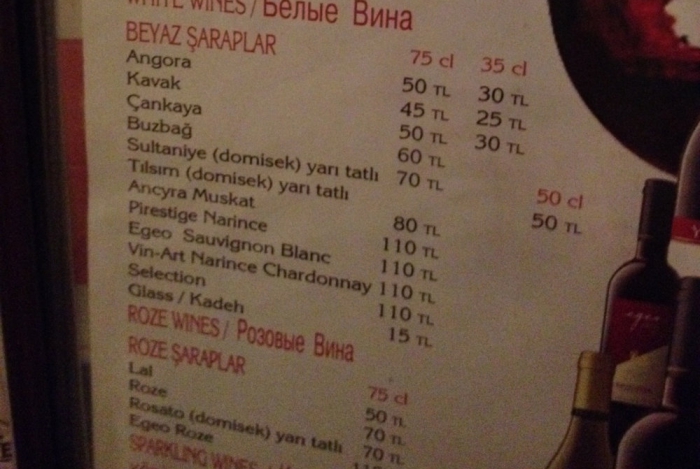 WHITE WINES / Белые Вина
BEYAZ ŞARAPLAR 75 cl 35 cl
Angora 50 TL 30 TL
Kavak 45 TL 25 TL
Çankaya 50 TL 30 TL
Buzbağ 60 TL
Sultaniye (domisek) yarı tatlı 70 TL 50 cl
Tılsım (domisek) yarı tatlı 50 TL
Ancyra Muskat 80 TL
Pirestige Narince 110 TL
Egeo Sauvignon Blanc 110 TL
Vin-Art Narince Chardonnay 110 TL
Selection 110 TL
Glass / Kadeh 15 TL
ROZE WINES / Розовые Вина
ROZE ŞARAPLAR 75 cl
Lal 50 TL
Roze 70 TL
Rosato (domisek) yarı tatlı 70 TL
Egeo Roze
SPARKLING WINES